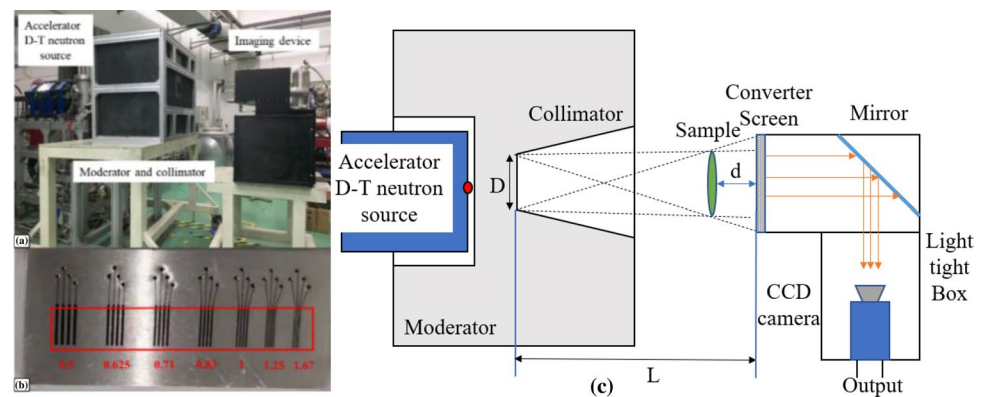 Accelerator
D-T neutron
source
Imaging device
Moderator and collimator
(a)
0.5 0.625 0.71 0.83 1 1.25 1.67
(b)
Collimator
Accelerator
D-T neutron
source
D
Moderator
Sample
d
Converter
Screen
Mirror
CCD
camera
Light
tight
Box
L
Output
(c)